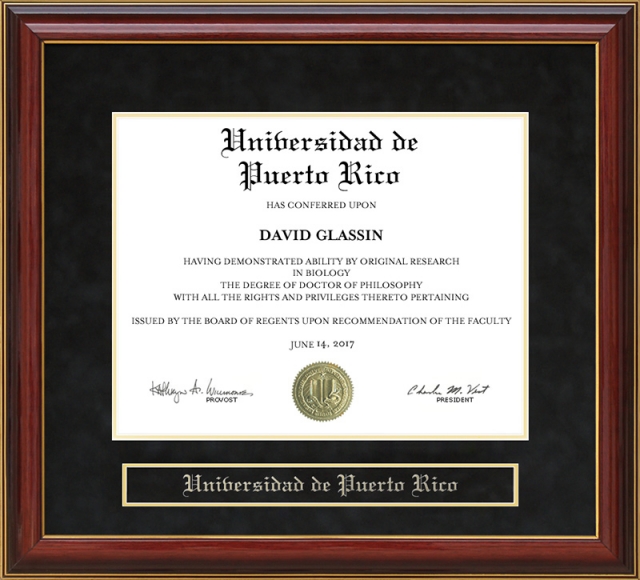 Universidad de
Puerto Rico
HAS CONFERRED UPON
DAVID GLASSIN
HAVING DEMONSTRATED ABILITY BY ORIGINAL RESEARCH
IN BIOLOGY
THE DEGREE OF DOCTOR OF PHILOSOPHY
WITH ALL THE RIGHTS AND PRIVILEGES THERETO PERTAINING
ISSUED BY THE BOARD OF REGENTS UPON RECOMMENDATION OF THE FACULTY
JUNE 14, 2017
Charles M. Vest
PROVOST
PRESIDENT
Universidad de Puerto Rico